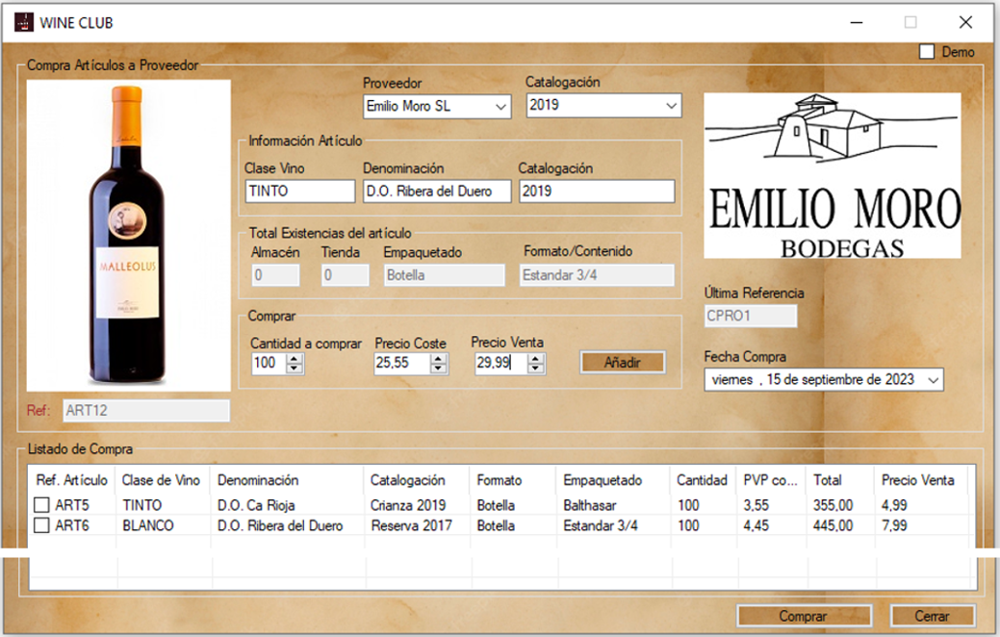 WINE CLUB
Demo
Compra Artículos a Proveedor
Proveedor
Catalogación
Emilio Moro SL
2019
Información Artículo
Clase Vino
Denominación
Catalogación
TINTO
D.O. Ribera del Duero
2019
Total Existencias del artículo
Almacén
Tienda
Empaquetado
Formato/Contenido
0
0
Botella
Estandar 3/4
Comprar
Cantidad a comprar
Precio Coste
Precio Venta
100
25,55
29,99
Añadir
MALLEOLUS
Ref:
ART12
EMILIO MORO
BODEGAS
Última Referencia
CPRO1
Fecha Compra
viernes , 15 de septiembre de 2023
Listado de Compra
Ref. Artículo Clase de Vino Denominación Catalogación Formato Empaquetado Cantidad PVP co... Total Precio Venta
ART5 TINTO D.O. Ca Rioja Crianza 2019 Botella Balthasar 100 3,55 355,00 4,99
ART6 BLANCO D.O. Ribera del Duero Reserva 2017 Botella Estandar 3/4 100 4,45 445,00 7,99
Comprar
Cerrar